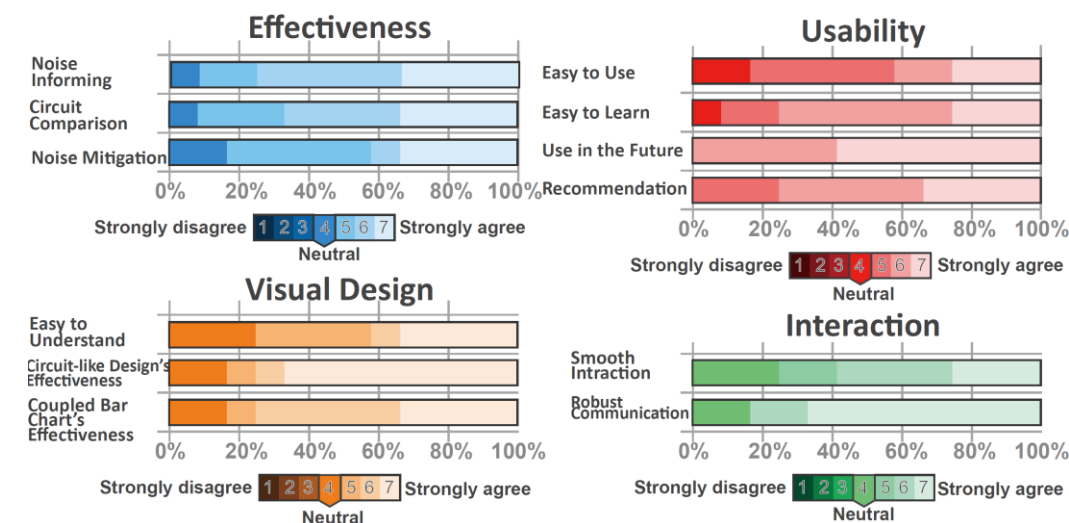 Effectiveness
Noise
Informing
Circuit
Comparison
Noise Mitigation
0% 20% 40% 60% 80% 100%
Strongly disagree 1 2 3 4 5 6 7 Strongly agree
Neutral
Usability
Easy to Use
Easy to Learn
Use in the Future
Recommendation
0% 20% 40% 60% 80% 100%
Strongly disagree 1 2 3 4 5 6 7 Strongly agree
Neutral
Visual Design
Easy to
Understand
Circuit-like Design's
Effectiveness
Coupled Bar
Chart's
Effectiveness
0% 20% 40% 60% 80% 100%
Strongly disagree 1 2 3 4 5 6 7 Strongly agree
Neutral
Interaction
Smooth
Intraction
Robust
Communication
0% 20% 40% 60% 80% 100%
Strongly disagree 1 2 3 4 5 6 7 Strongly agree
Neutral